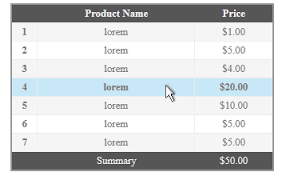 Product Name Price
1 lorem $1.00
2 lorem $5.00
3 lorem $4.00
4 lorem $20.00
5 lorem $10.00
6 lorem $5.00
7 lorem $5.00
Summary $50.00